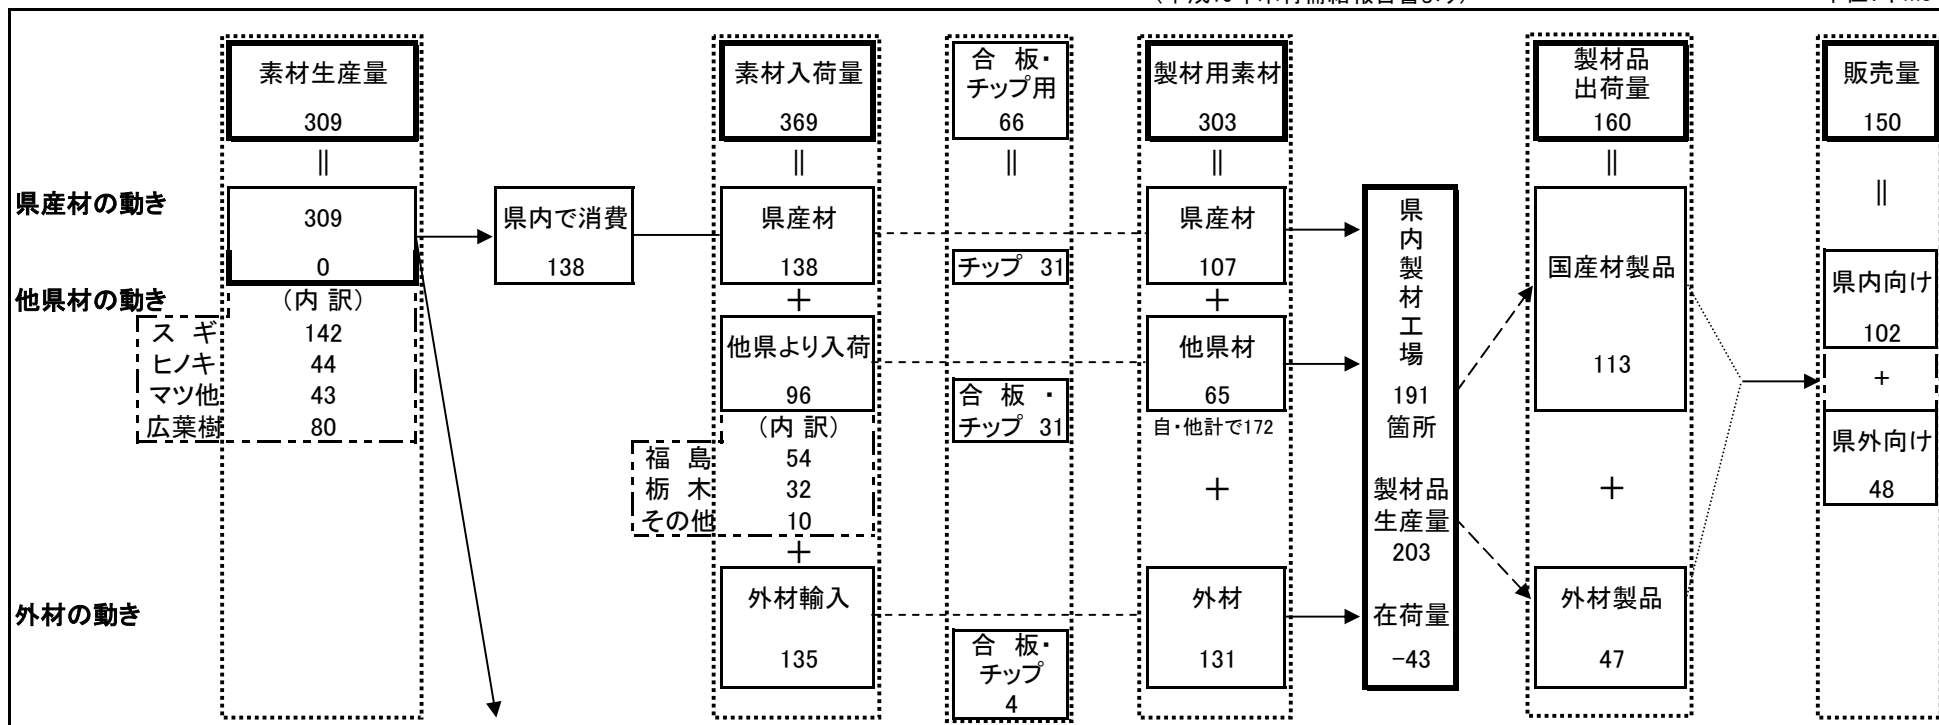 素材生産量
309
∥
309
0
(内 訳)
スギ 142
ヒノキ 44
マツ他 43
広葉樹 80
県産材の動き
他県材の動き
外材の動き
県内で消費
138
素材入荷量
369
∥
県産材
138
＋
他県より入荷
96
(内 訳)
福島 54
栃木 32
その他 10
＋
外材輸入
135
合 板・
チップ用
66
∥
チップ 31
合 板・
チップ 31
合 板・
チップ
4
製材用素材
303
∥
県産材
107
＋
他県材
65
自・他計で172
＋
外材
131
県内製材工場
191
箇所
製材品
生産量
203
在荷量
-43
製材品
出荷量
160
∥
国産材製品
113
＋
外材製品
47
販売量
150
∥
県内向け
102
+
県外向け
48